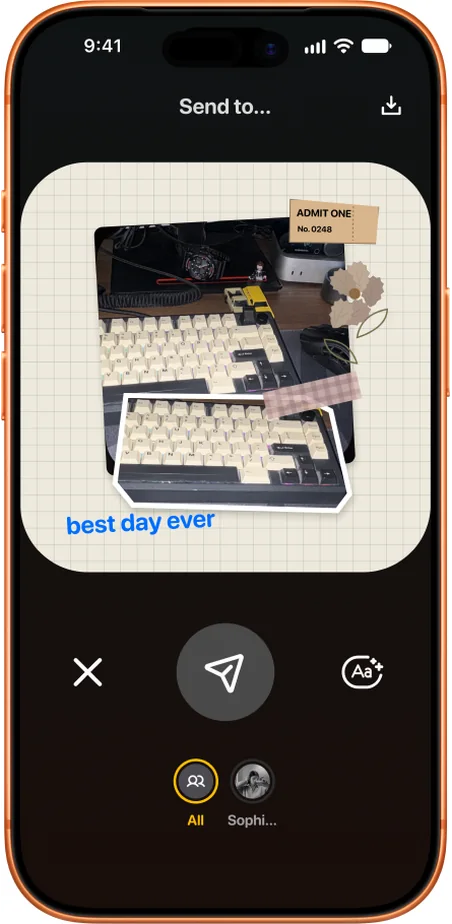 9:41
Send to...
ADMIT ONE
No. 0248
best day ever
Aa
All
Sophi...